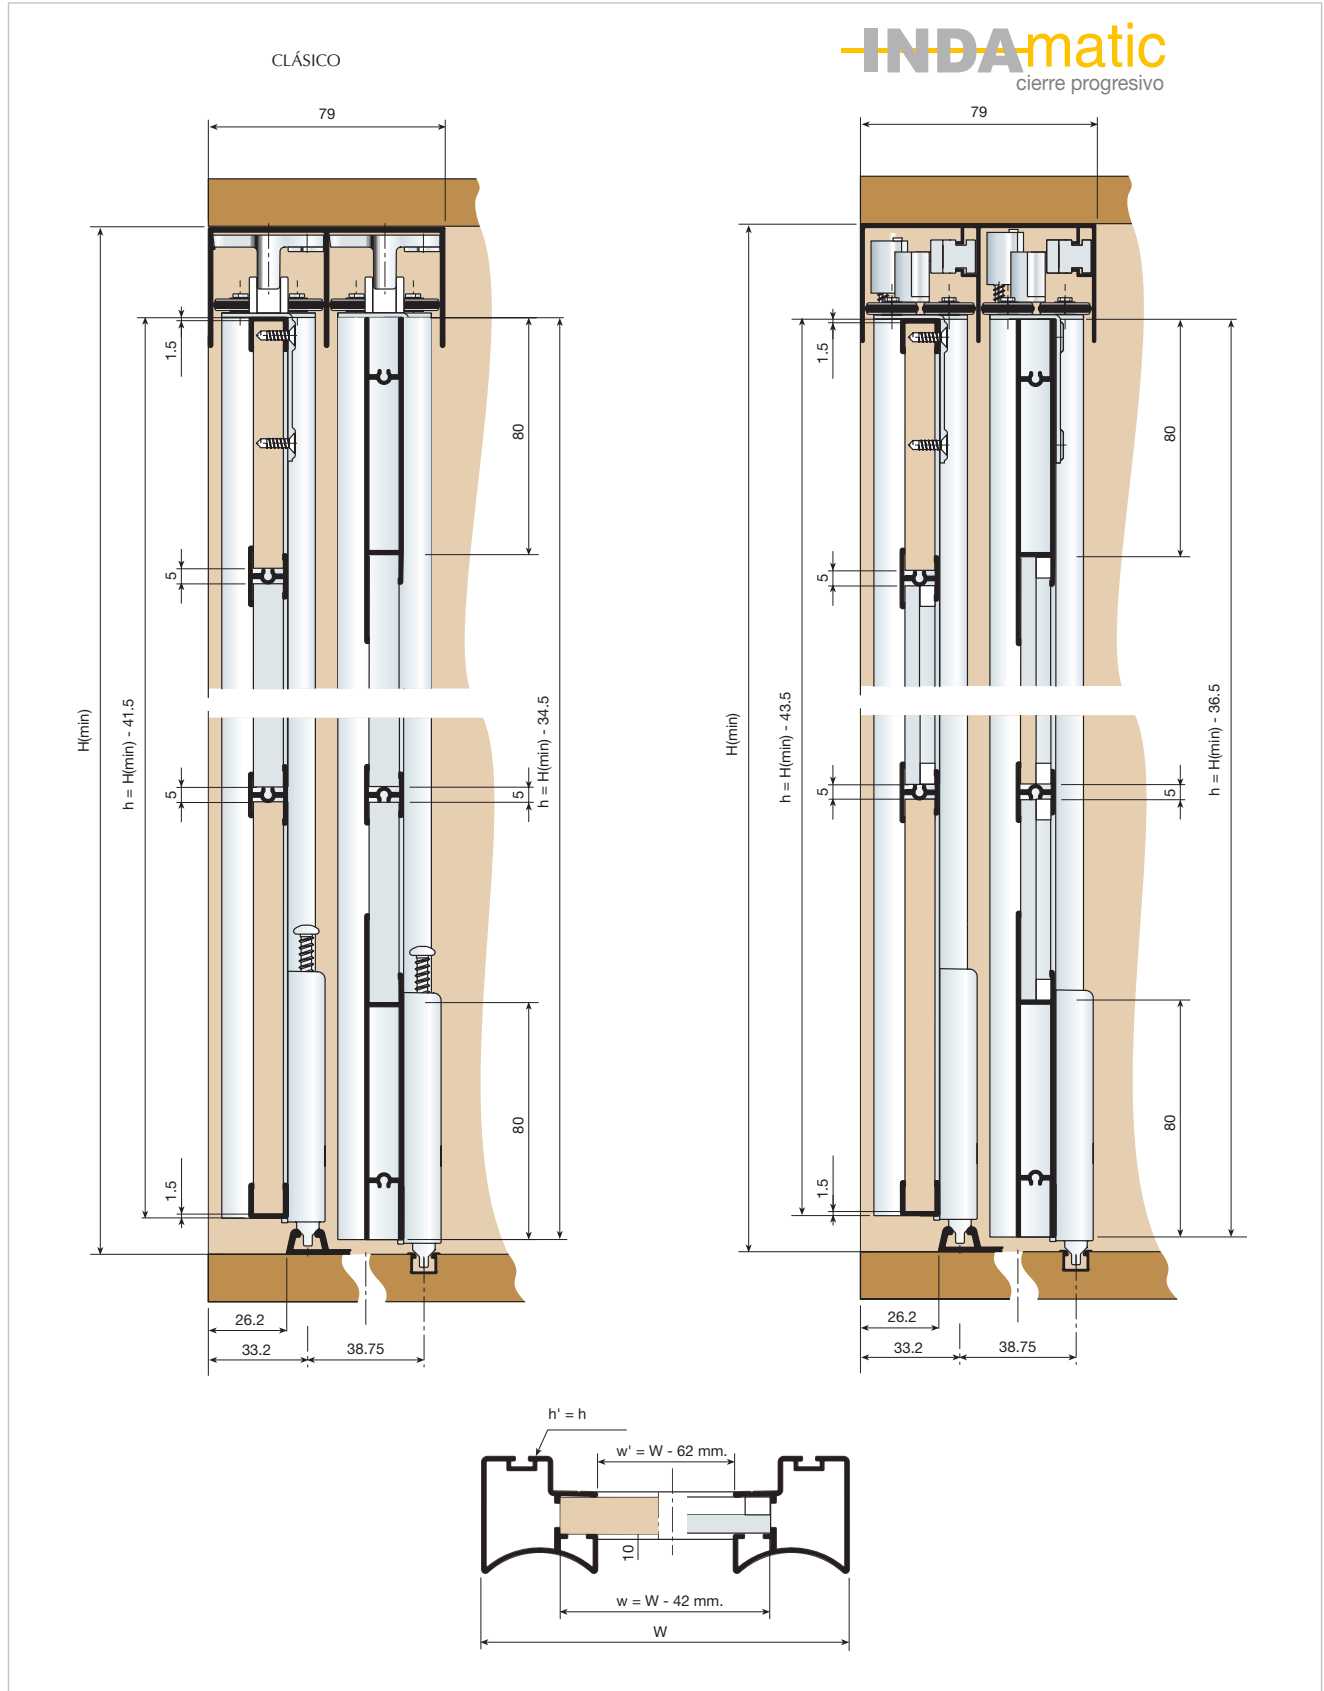 CLÁSICO
INDAmatic
cierre progresivo
79
79
1.5
80
5
H(min)
h = H(min) - 41.5
h = H(min) - 34.5
5
5
80
1.5
26.2
33.2
38.75
1.5
80
5
H(min)
h = H(min) - 43.5
h = H(min) - 36.5
5
5
80
1.5
26.2
33.2
38.75
h' = h
w' = W - 62 mm.
10
w = W - 42 mm.
W